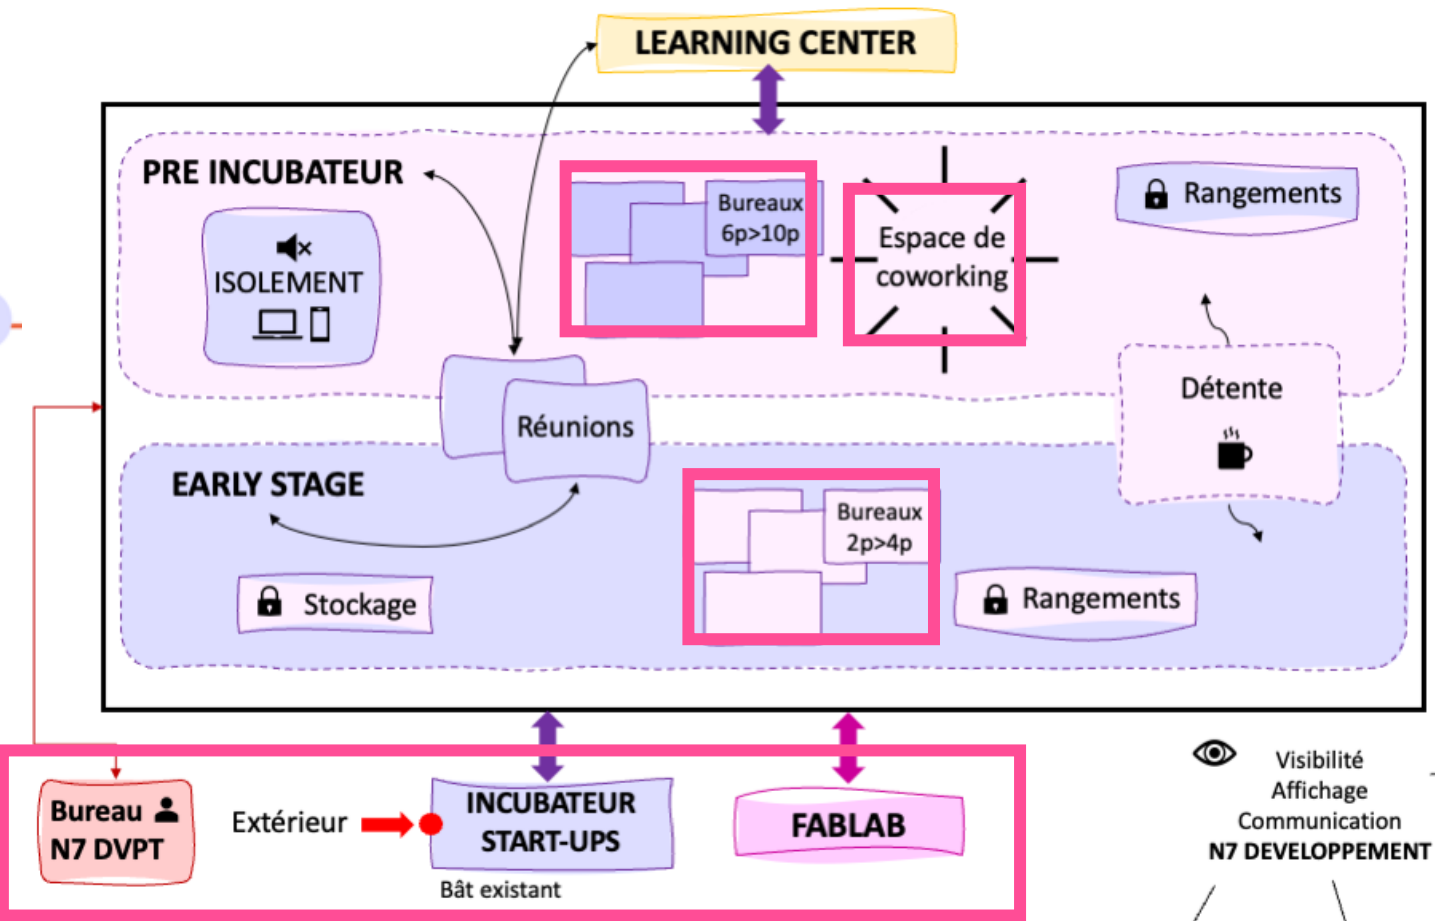 LEARNING CENTER
PRE INCUBATEUR
ISOLEMENT
Bureaux
6p>10p
Espace de
coworking
Rangements
Réunions
Détente
EARLY STAGE
Stockage
Bureaux
2p>4p
Rangements
Bureau
N7 DVPT
Extérieur
INCUBATEUR
START-UPS
Bât existant
FABLAB
Visibilité
Affichage
Communication
N7 DEVELOPPEMENT